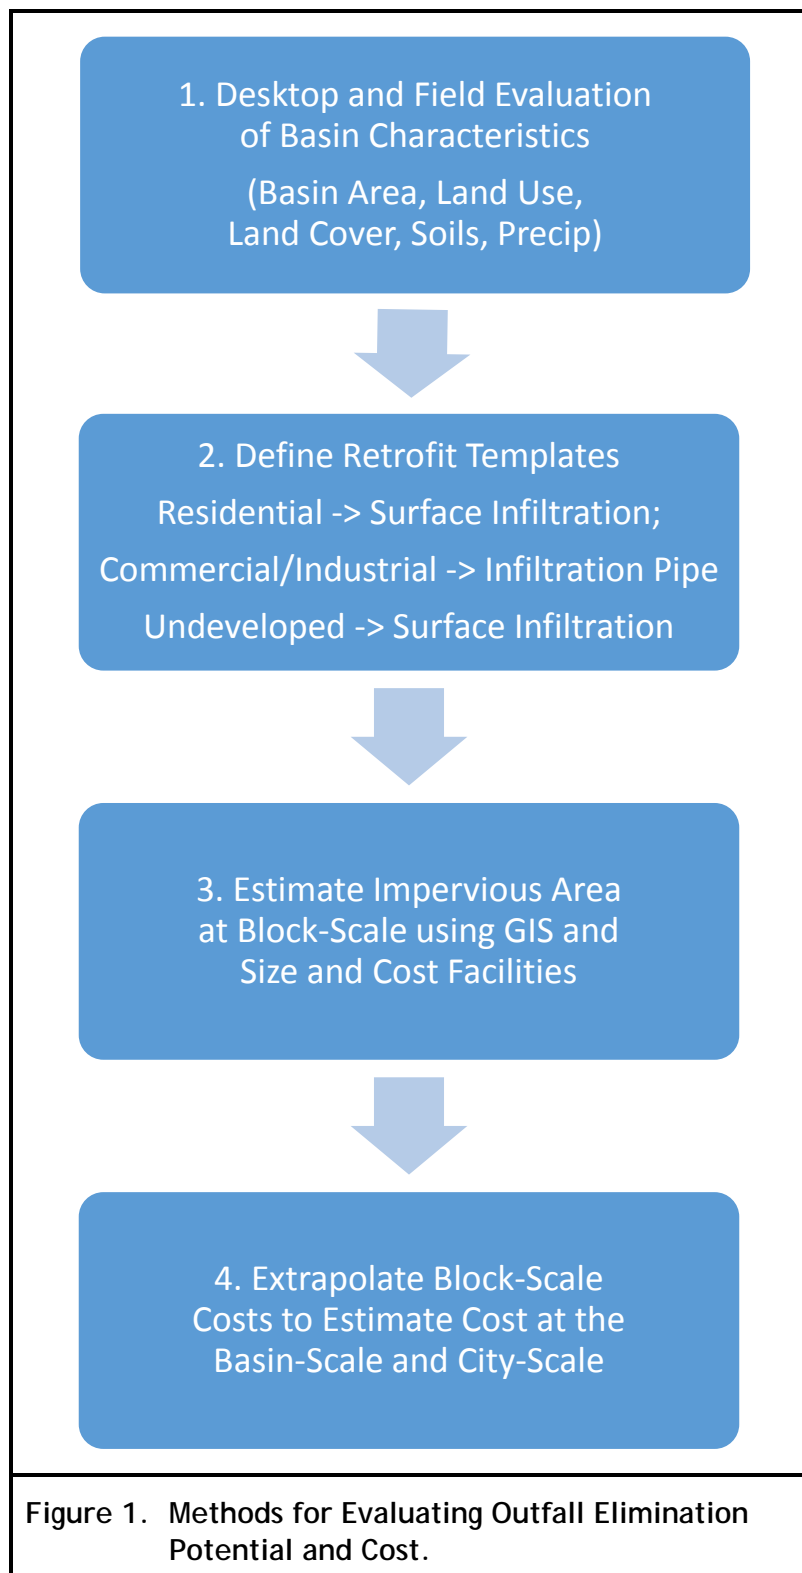 1. Desktop and Field Evaluation
of Basin Characteristics
(Basin Area, Land Use,
Land Cover, Soils, Precip)
2. Define Retrofit Templates
Residential -> Surface Infiltration;
Commercial/Industrial -> Infiltration Pipe
Undeveloped -> Surface Infiltration
3. Estimate Impervious Area
at Block-Scale using GIS and
Size and Cost Facilities
4. Extrapolate Block-Scale
Costs to Estimate Cost at the
Basin-Scale and City-Scale
Figure 1. Methods for Evaluating Outfall Elimination
Potential and Cost.